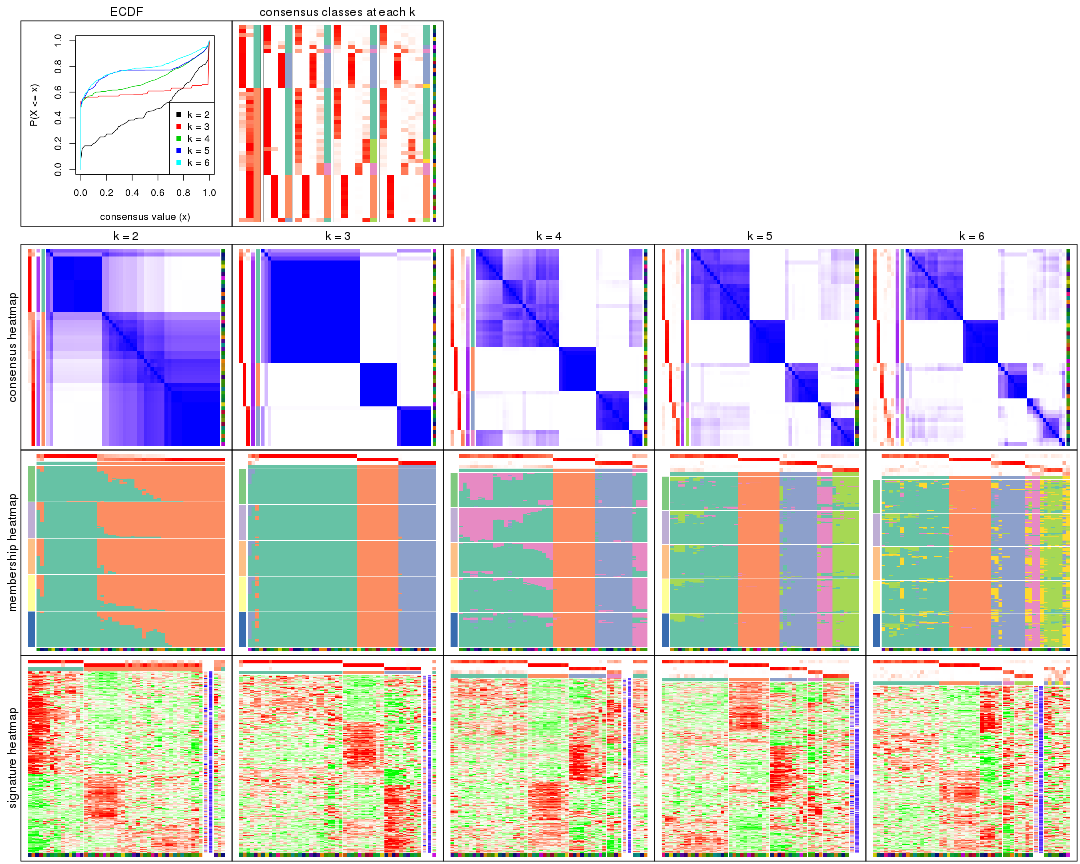 ECDF
consensus classes at each k
P(X <= x)
0.0 0.2 0.4 0.6 0.8 1.0
k = 2
k = 3
k = 4
k = 5
k = 6
0.0 0.2 0.4 0.6 0.8 1.0
consensus value (x)
k = 2 k = 3 k = 4 k = 5 k = 6
consensus heatmap
membership heatmap
signature heatmap